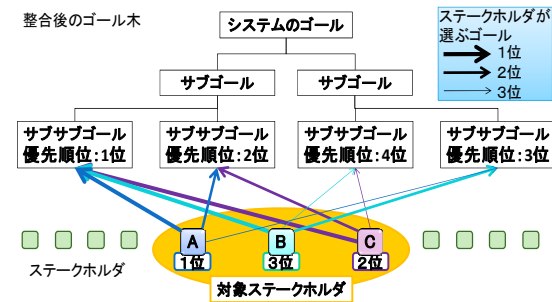 整合後のゴール木
システムのゴール
ステークホルダが
選ぶゴール
1位
2位
3位
サブゴール
サブゴール
サブサブゴール
優先順位:1位
サブサブゴール
優先順位:2位
サブサブゴール
優先順位:4位
サブサブゴール
優先順位:3位
A
1位
B
3位
C
2位
ステークホルダ
対象ステークホルダ